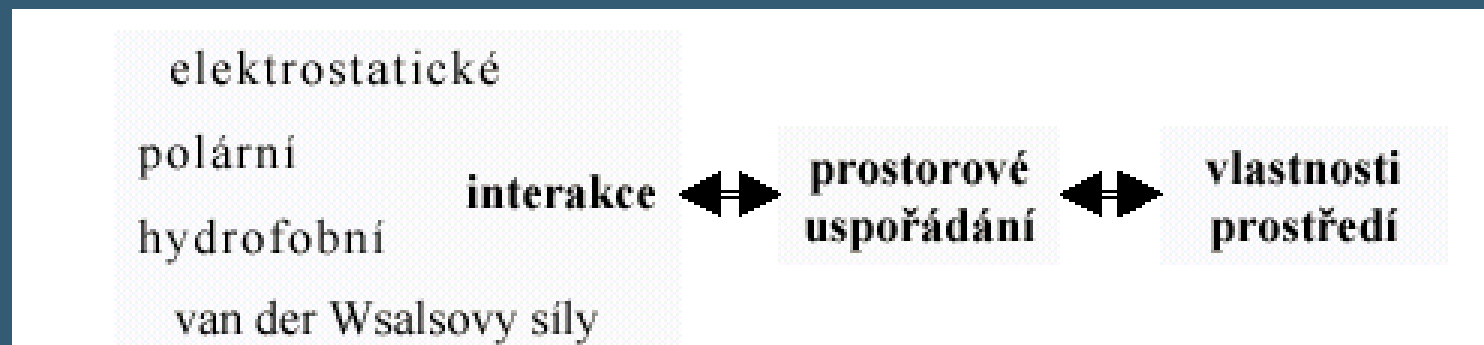 elektrostatické
polární
interakce
hydrofobní
van der Wsalsovy síly
prostorové
uspořádání
vlastnosti
prostředí